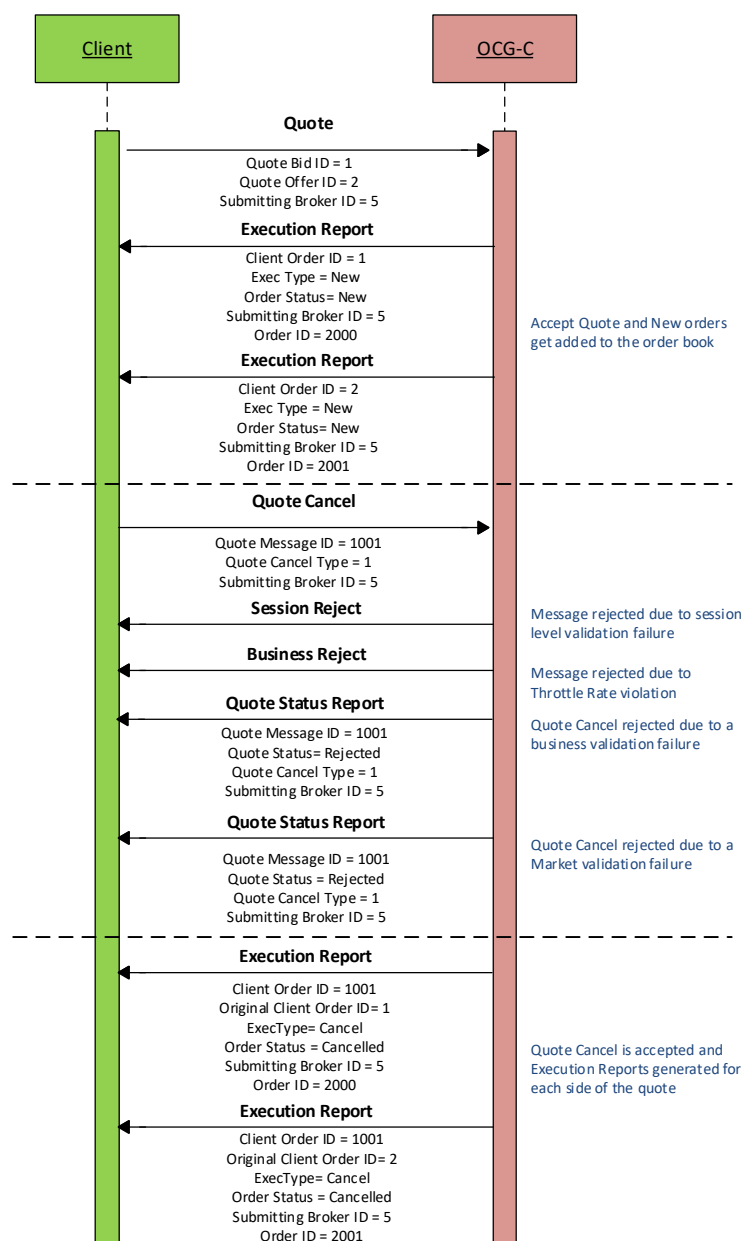 Client
OCG-C
Quote
Quote Bid ID = 1
Quote Offer ID = 2
Submitting Broker ID = 5
Execution Report
Client Order ID = 1
Exec Type = New
Order Status= New
Submitting Broker ID = 5
Order ID = 2000
Accept Quote and New orders
get added to the order book
Execution Report
Client Order ID = 2
Exec Type = New
Order Status= New
Submitting Broker ID = 5
Order ID = 2001
Quote Cancel
Quote Message ID = 1001
Quote Cancel Type = 1
Submitting Broker ID = 5
Session Reject
Message rejected due to session
level validation failure
Business Reject
Message rejected due to
Throttle Rate violation
Quote Status Report
Quote Message ID = 1001
Quote Status= Rejected
Quote Cancel Type = 1
Submitting Broker ID = 5
Quote Cancel rejected due to a
business validation failure
Quote Status Report
Quote Message ID = 1001
Quote Status = Rejected
Quote Cancel Type = 1
Submitting Broker ID = 5
Quote Cancel rejected due to a
Market validation failure
Execution Report
Client Order ID = 1001
Original Client Order ID= 1
ExecType= Cancel
Order Status = Cancelled
Submitting Broker ID = 5
Order ID = 2000
Quote Cancel is accepted and
Execution Reports generated for
each side of the quote
Execution Report
Client Order ID = 1001
Original Client Order ID= 2
ExecType= Cancel
Order Status = Cancelled
Submitting Broker ID = 5
Order ID = 2001